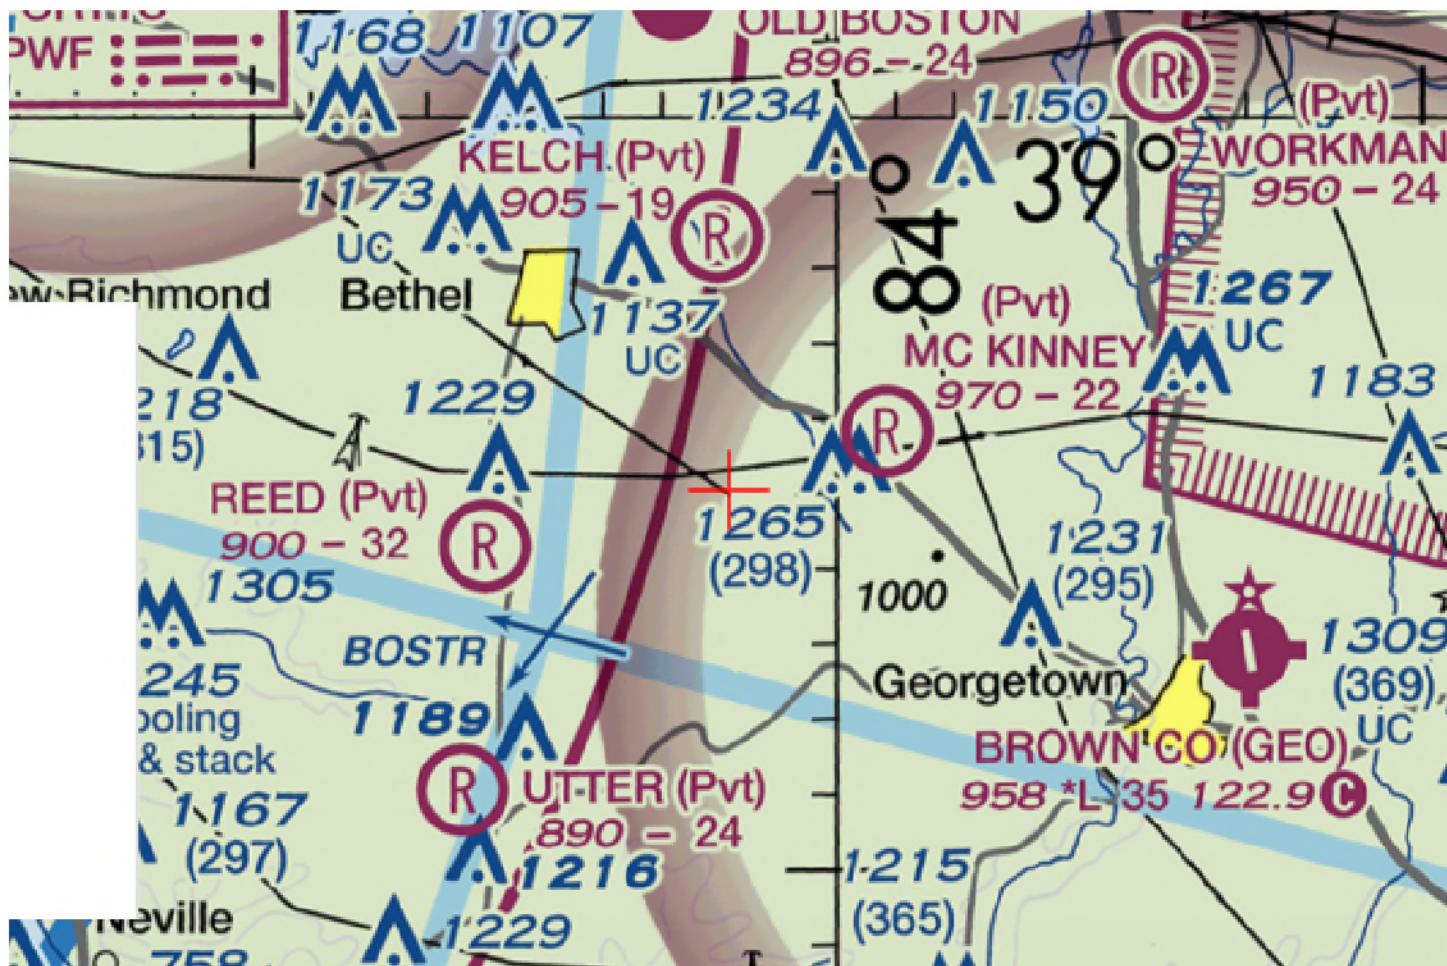 PWF
1168
1107
OLD BOSTON
896 - 24
R
1234
1150
(Pvt)
WORKMAN
950 - 24
39°
84°
KELCH (Pvt)
905 - 19
R
1173
UC
Bethel
1137
UC
(Pvt)
MC KINNEY
970 - 22
R
1267
UC
1183
1229
REED (Pvt)
900 - 32
R
1265
(298)
1000
1231
(295)
1305
BOSTR
1189
Georgetown
1309
(369)
UC
BROWN CO (GEO)
958 *L 35 122.9 C
& stack
1167
(297)
R
UTTER (Pvt)
890 - 24
1216
1215
(365)
Neville
1229
758